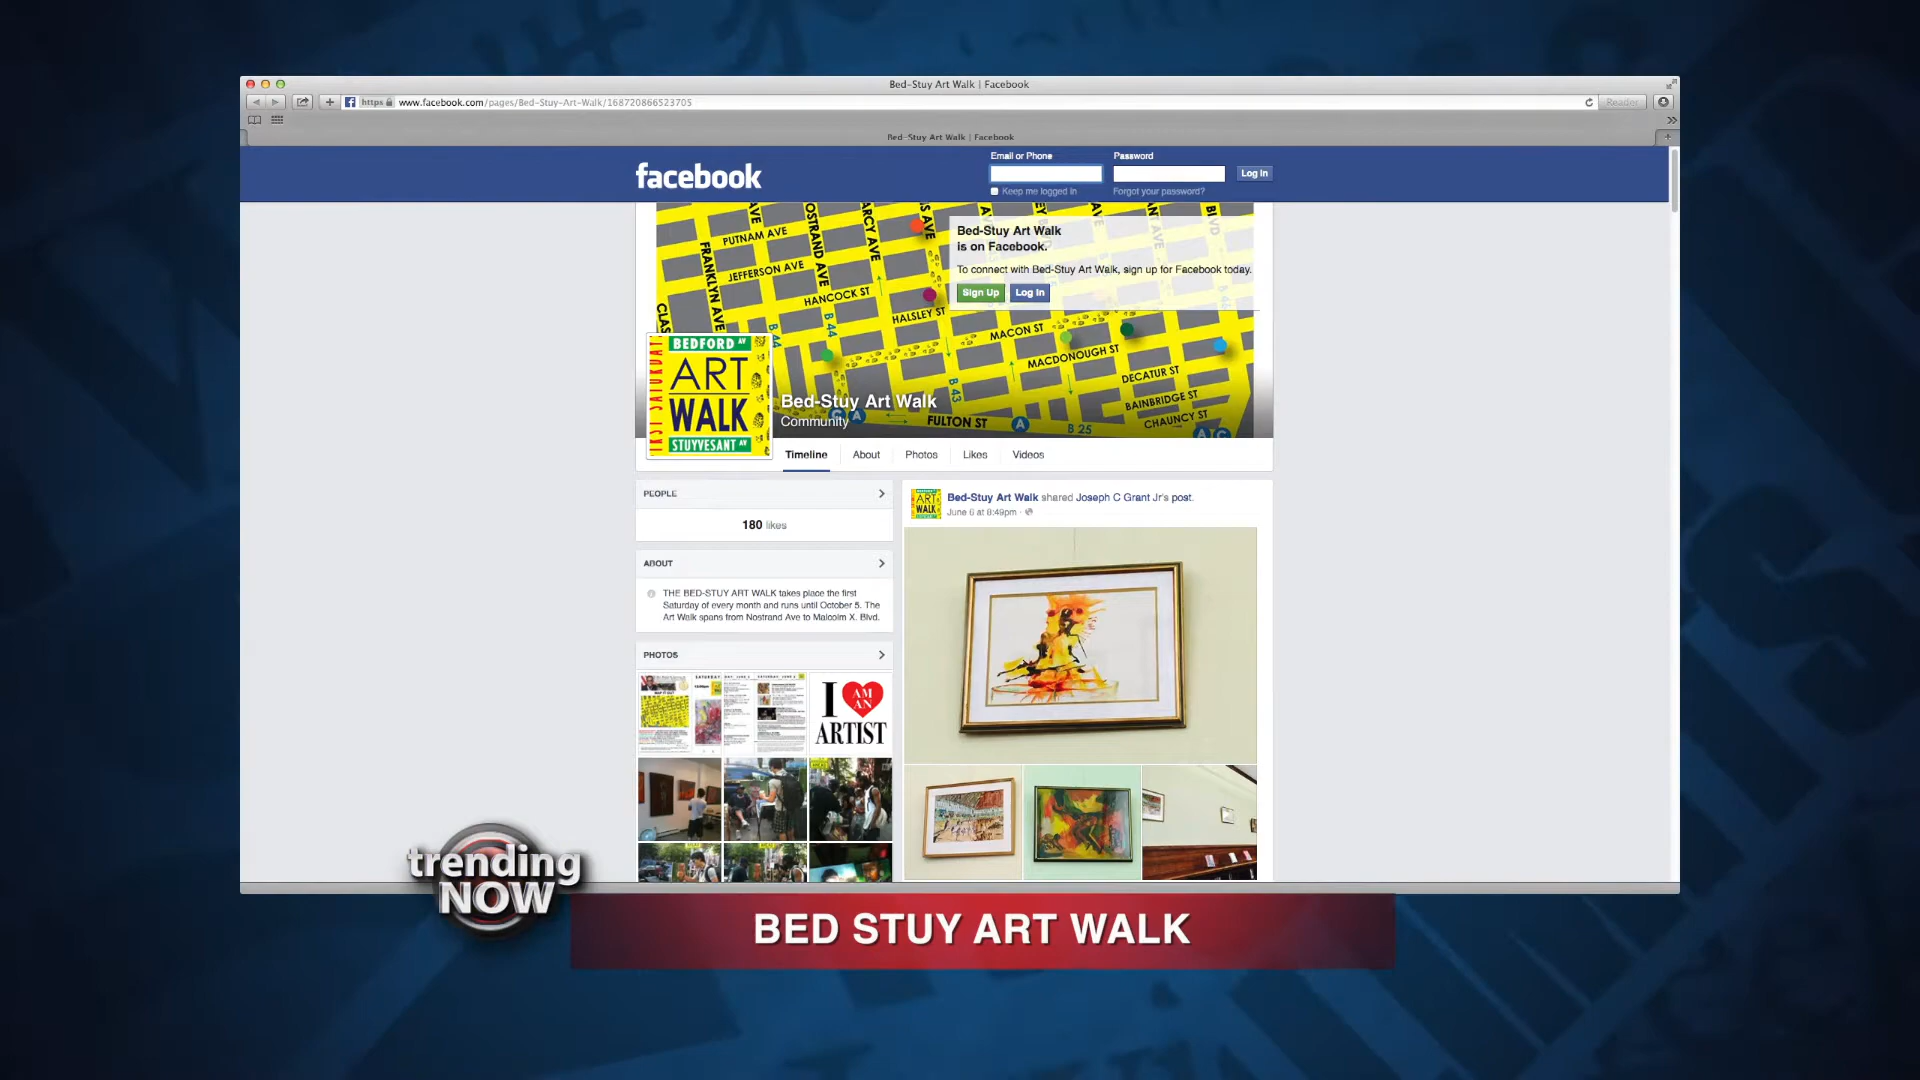 Bed-Stuy Art Walk | Facebook
https www.facebook.com/pages/Bed-Stuy-Art-Walk/168720866523705
Reader
Bed-Stuy Art Walk | Facebook
facebook
Email or Phone
Password
Log In
Keep me logged in
Forgot your password?
PUTNAM AVE
JEFFERSON AVE
HANCOCK ST
HALSEY ST
MACON ST
MACDONOUGH ST
DECATUR ST
BAINBRIDGE ST
CHAUNCY ST
FULTON ST
FRANKLYN AVE
OSTRAND AVE
ARCY AVE
B 44
B 44
B 43
B 25
A
C A
A C
Bed-Stuy Art Walk
is on Facebook.
To connect with Bed-Stuy Art Walk, sign up for Facebook today.
Sign Up
Log In
BEDFORD AV
ART
WALK
STUYVESANT AV
Bed-Stuy Art Walk
Community
Timeline
About
Photos
Likes
Videos
PEOPLE
180 likes
ABOUT
THE BED-STUY ART WALK takes place the first
Saturday of every month and runs until October 5. The
Art Walk spans from Nostrand Ave to Malcolm X. Blvd.
PHOTOS
I AM AN
ARTIST
Bed-Stuy Art Walk shared Joseph C Grant Jr's post.
June 6 at 8:49pm
ART
WALK
trending
NOW
BED STUY ART WALK